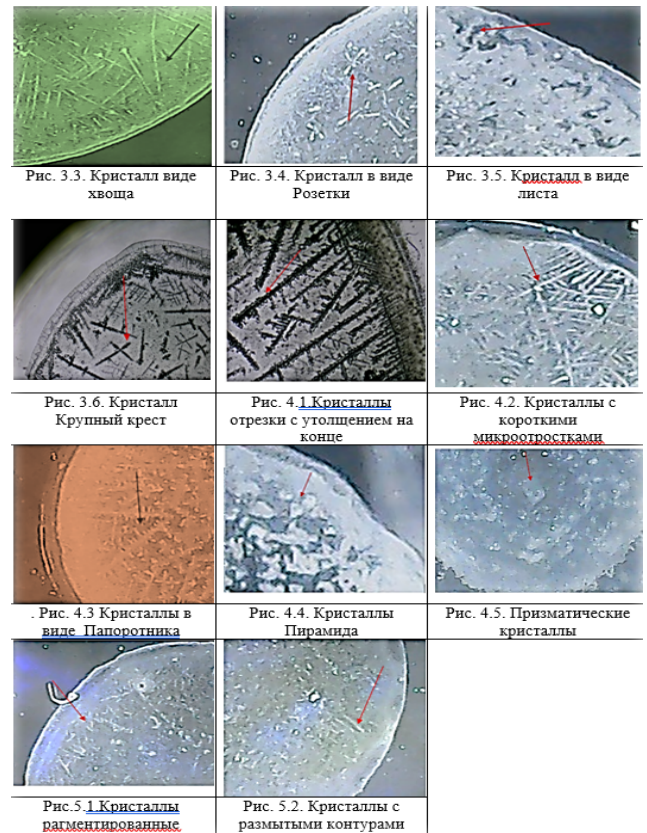 Рис. 3.3. Кристалл виде
хвоща
Рис. 3.4. Кристалл в виде
Розетки
Рис. 3.5. Кристалл в виде
листа
Рис. 3.6. Кристалл
Крупный крест
Рис. 4.1.Кристаллы
отрезки с утолщением на
конце
Рис. 4.2. Кристаллы с
короткими
микроотростками
. Рис. 4.3 Кристаллы в
виде Папоротника
Рис. 4.4. Кристаллы
Пирамида
Рис. 4.5. Призматические
кристаллы
Рис.5.1.Кристаллы
рагментированные
Рис. 5.2. Кристаллы с
размытыми контурами